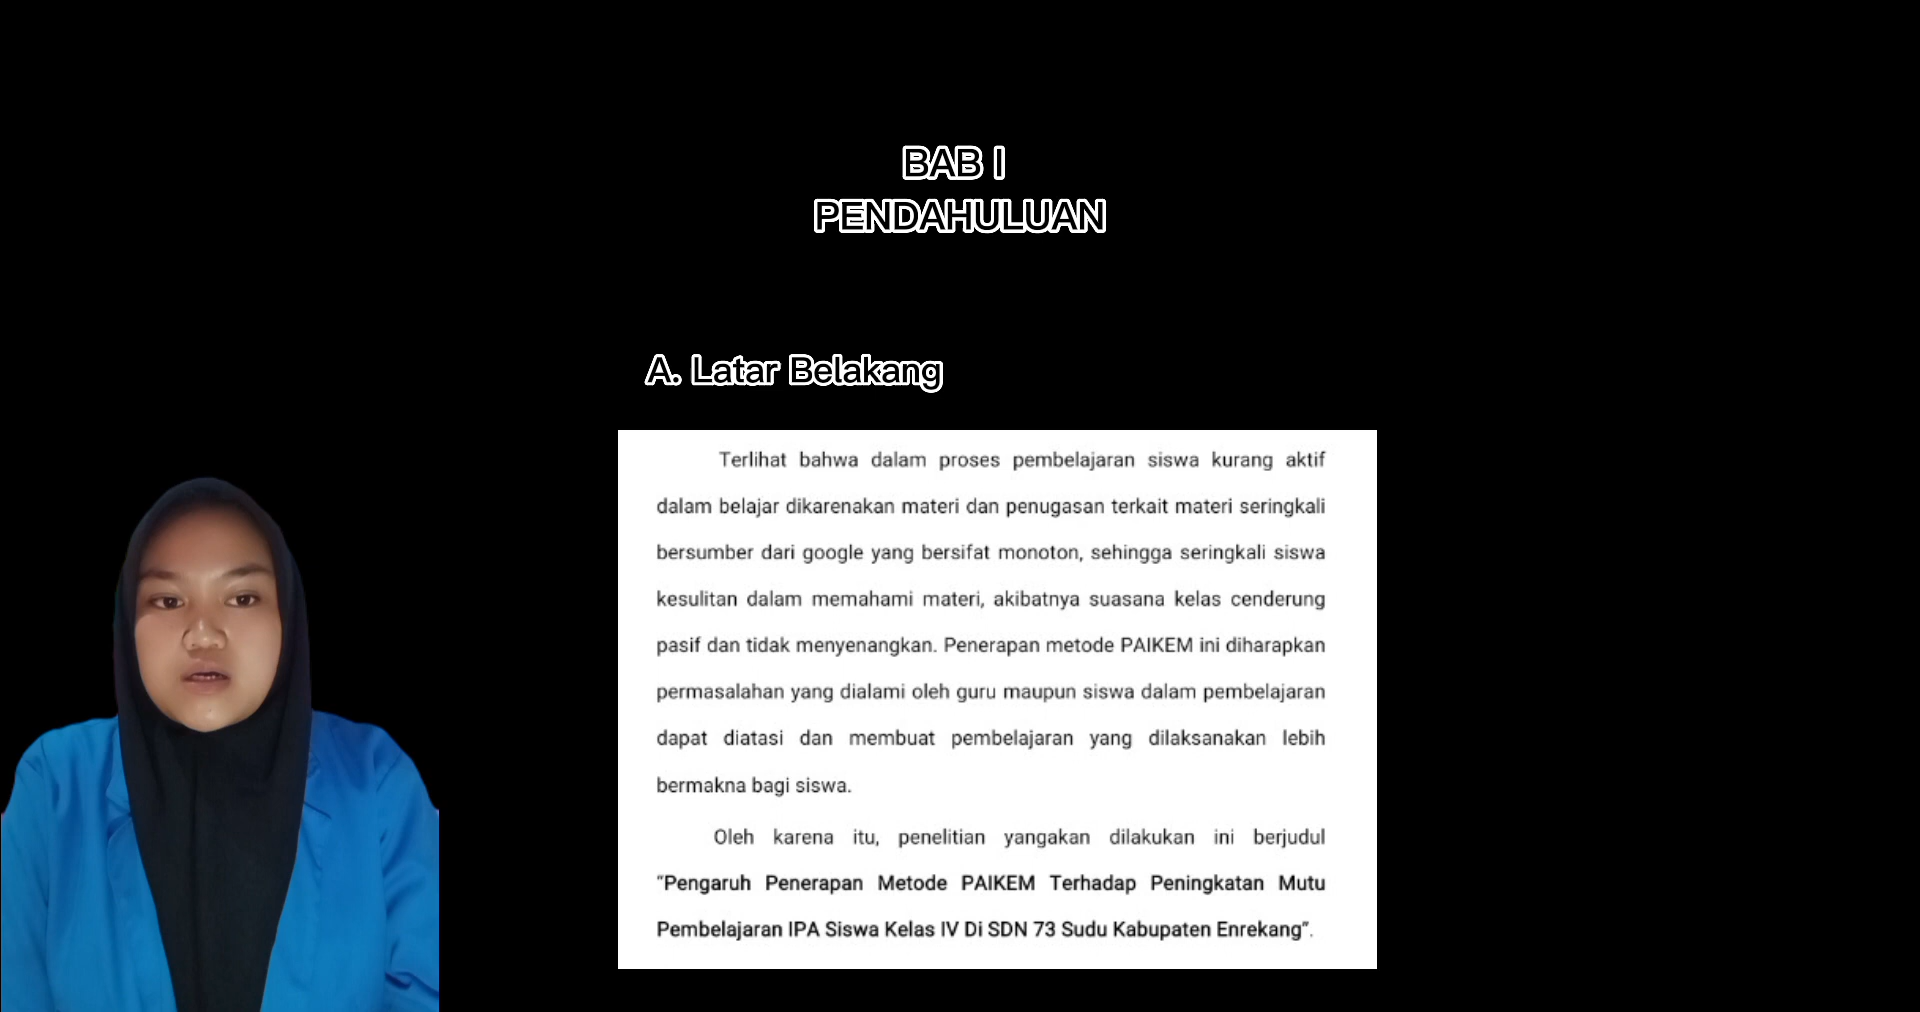 BAB I
PENDAHULUAN
A. Latar Belakang
Terlihat bahwa dalam proses pembelajaran siswa kurang aktif
dalam belajar dikarenakan materi dan penugasan terkait materi seringkali
bersumber dari google yang bersifat monoton, sehingga seringkali siswa
kesulitan dalam memahami materi, akibatnya suasana kelas cenderung
pasif dan tidak menyenangkan. Penerapan metode PAIKEM ini diharapkan
permasalahan yang dialami oleh guru maupun siswa dalam pembelajaran
dapat diatasi dan membuat pembelajaran yang dilaksanakan lebih
bermakna bagi siswa.
Oleh karena itu, penelitian yangakan dilakukan ini berjudul
"Pengaruh Penerapan Metode PAIKEM Terhadap Peningkatan Mutu
Pembelajaran IPA Siswa Kelas IV Di SDN 73 Sudu Kabupaten Enrekang".